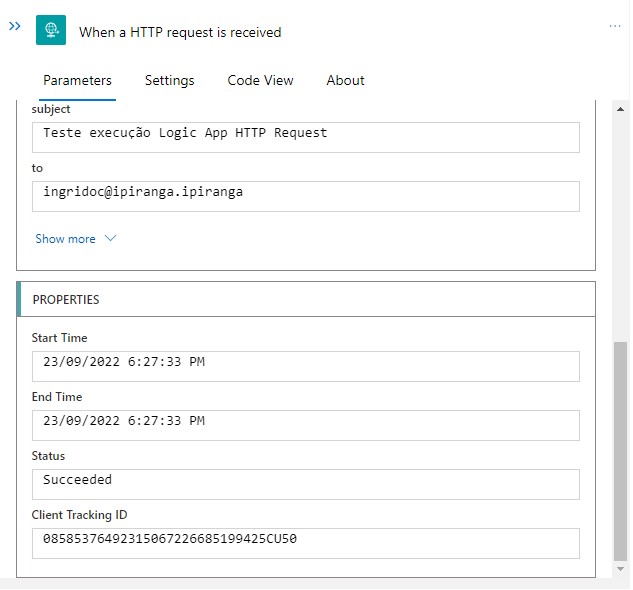 When a HTTP request is received
Parameters Settings Code View About
subject
Teste execução Logic App HTTP Request
to
ingridoc@ipiranga.ipiranga
Show more
PROPERTIES
Start Time
23/09/2022 6:27:33 PM
End Time
23/09/2022 6:27:33 PM
Status
Succeeded
Client Tracking ID
08585376492315067226685199425CU50